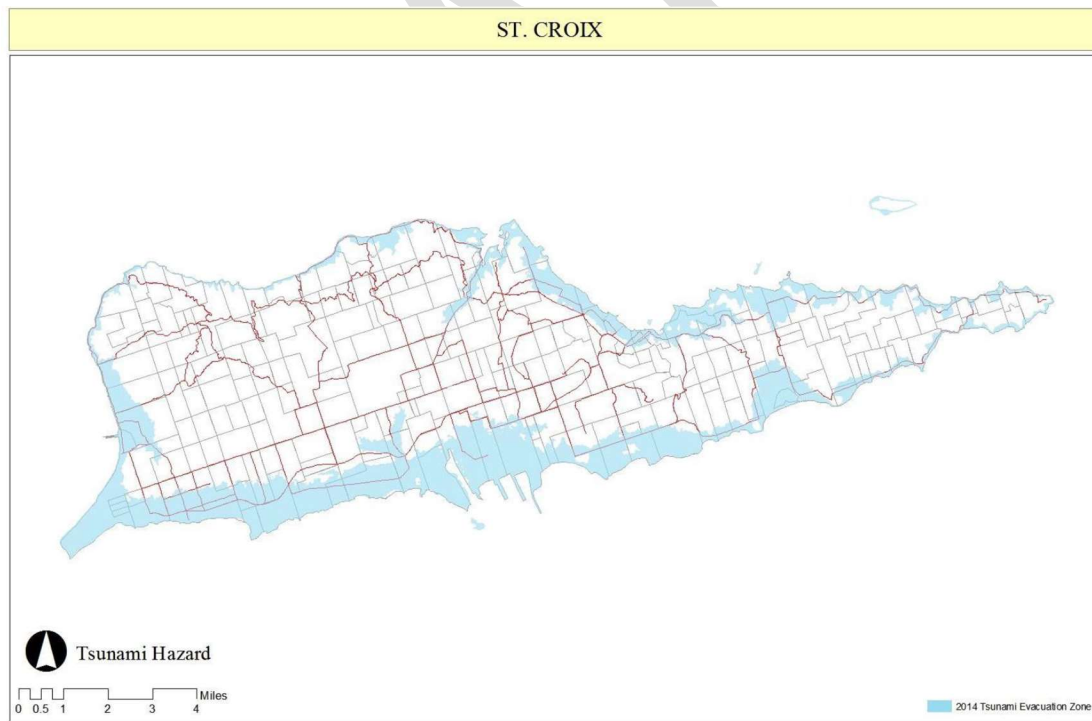 ST. CROIX
Tsunami Hazard
Miles
0 0.5 1 2 3 4
2014 Tsunami Evacuation Zone